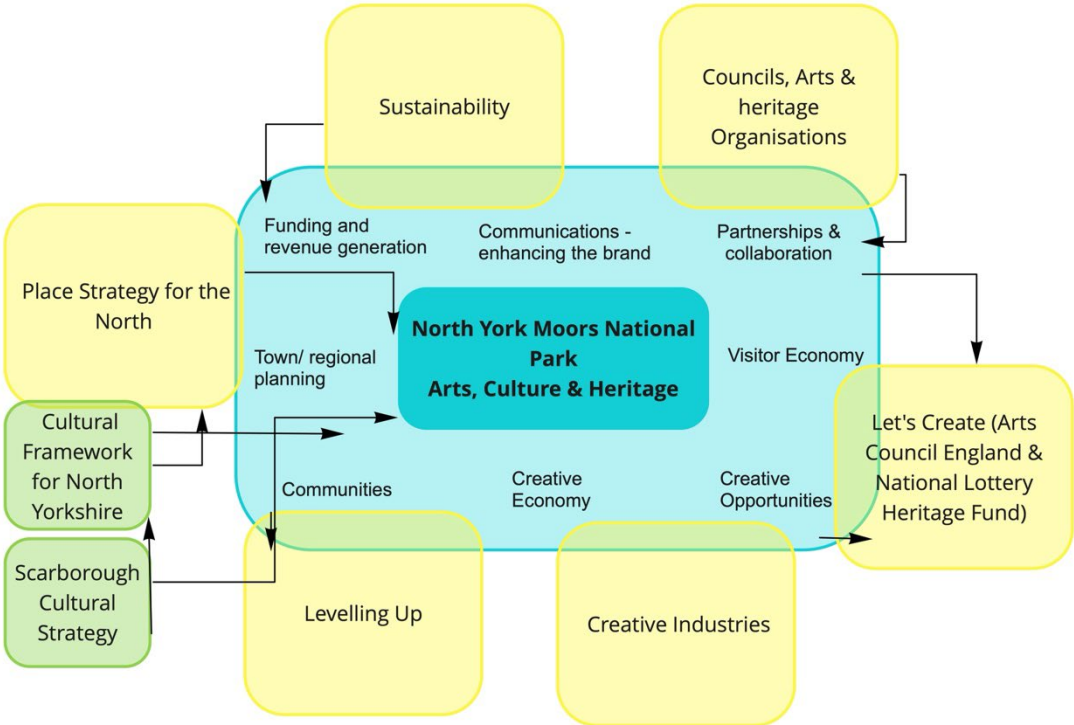 Sustainability
Councils, Arts &
heritage
Organisations
Funding and
revenue generation
Communications -
enhancing the brand
Partnerships &
collaboration
Place Strategy for the
North
North York Moors National
Park
Arts, Culture & Heritage
Town/ regional
planning
Visitor Economy
Cultural
Framework
for North
Yorkshire
Let's Create (Arts
Council England &
National Lottery
Heritage Fund)
Communities
Creative
Economy
Creative
Opportunities
Scarborough
Cultural
Strategy
Levelling Up
Creative Industries